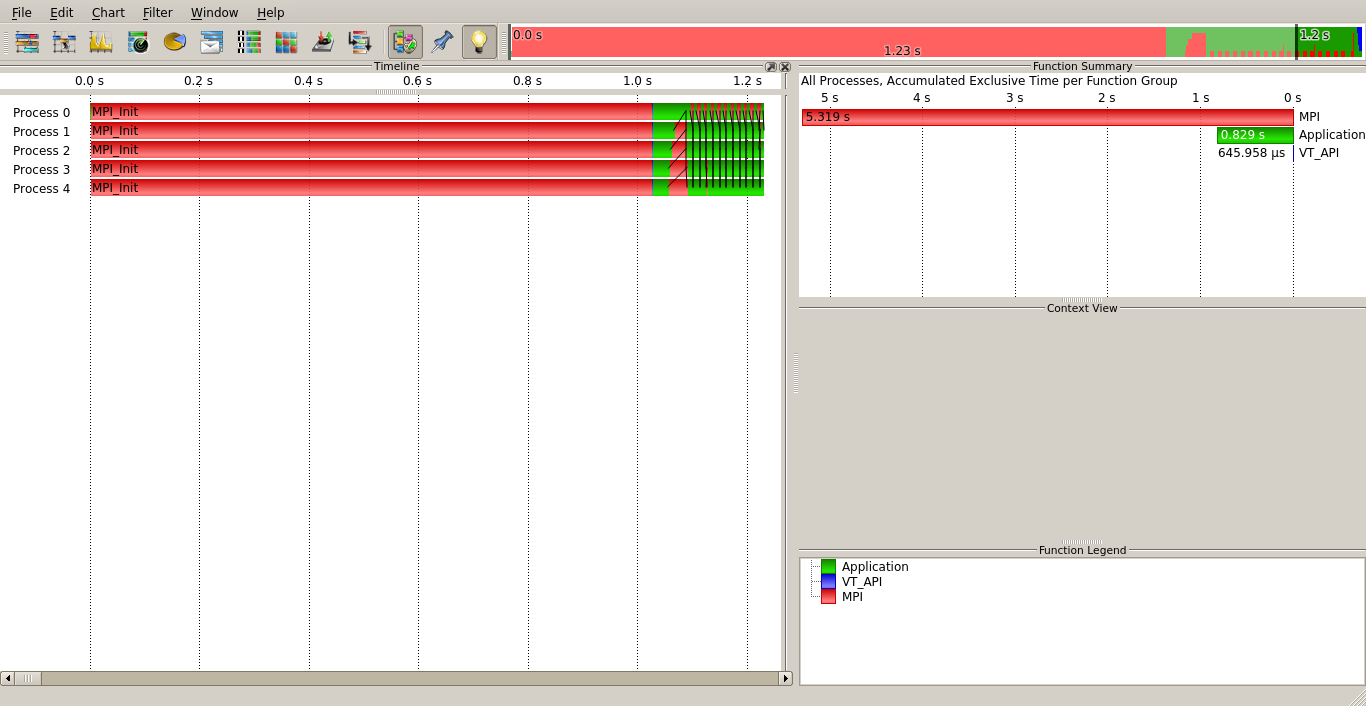 File Edit Chart Filter Window Help
0.0 s 1.2 s
1.23 s
Timeline
0.0 s 0.2 s 0.4 s 0.6 s 0.8 s 1.0 s 1.2 s
Process 0 MPI_Init
Process 1 MPI_Init
Process 2 MPI_Init
Process 3 MPI_Init
Process 4 MPI_Init
Function Summary
All Processes, Accumulated Exclusive Time per Function Group
5 s 4 s 3 s 2 s 1 s 0 s
5.319 s MPI
0.829 s Application
645.958 µs VT_API
Context View
Function Legend
Application
VT_API
MPI